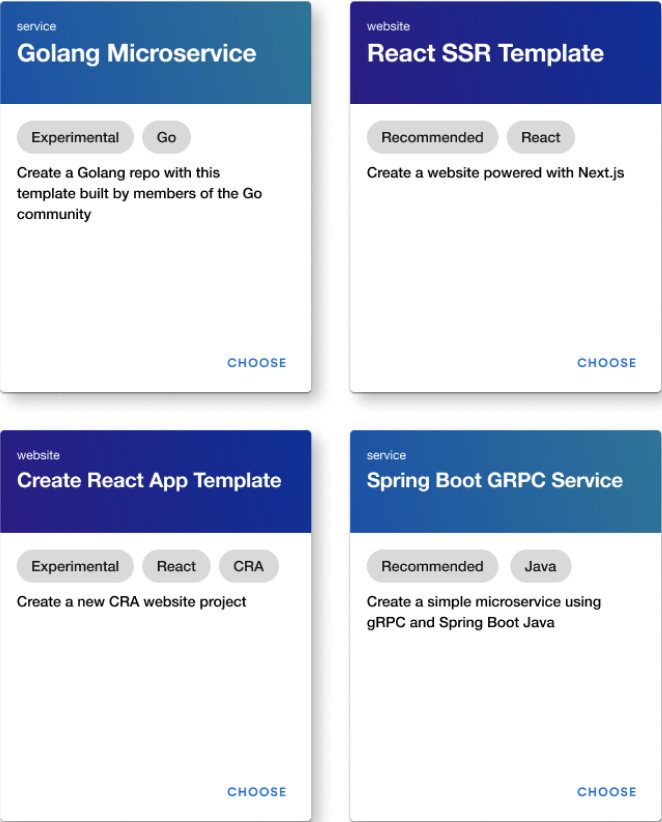 service
Golang Microservice
Experimental
Go
Create a Golang repo with this
template built by members of the Go
community
CHOOSE
website
React SSR Template
Recommended
React
Create a website powered with Next.js
CHOOSE
website
Create React App Template
Experimental
React
CRA
Create a new CRA website project
CHOOSE
service
Spring Boot GRPC Service
Recommended
Java
Create a simple microservice using
gRPC and Spring Boot Java
CHOOSE